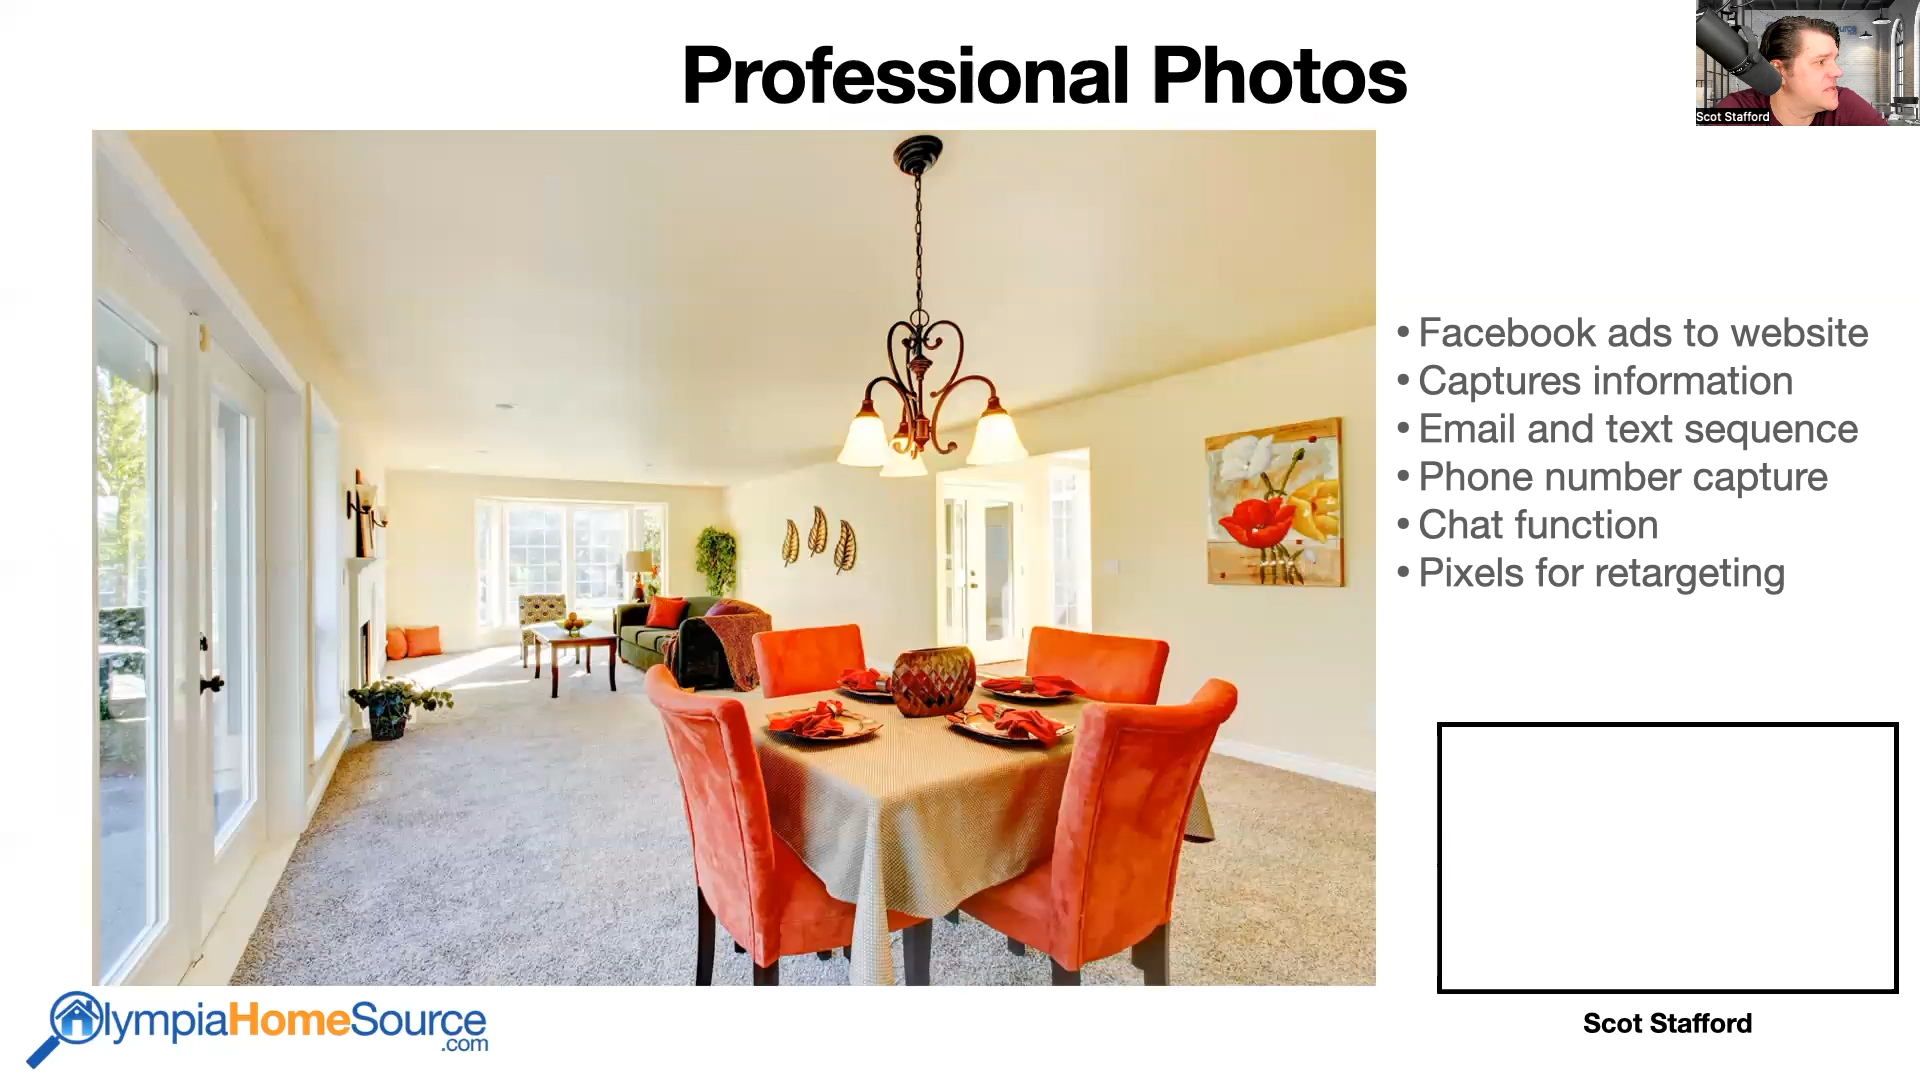 Professional Photos
Scot Stafford
• Facebook ads to website
• Captures information
• Email and text sequence
• Phone number capture
• Chat function
• Pixels for retargeting
OlympiaHomeSource
.com
Scot Stafford